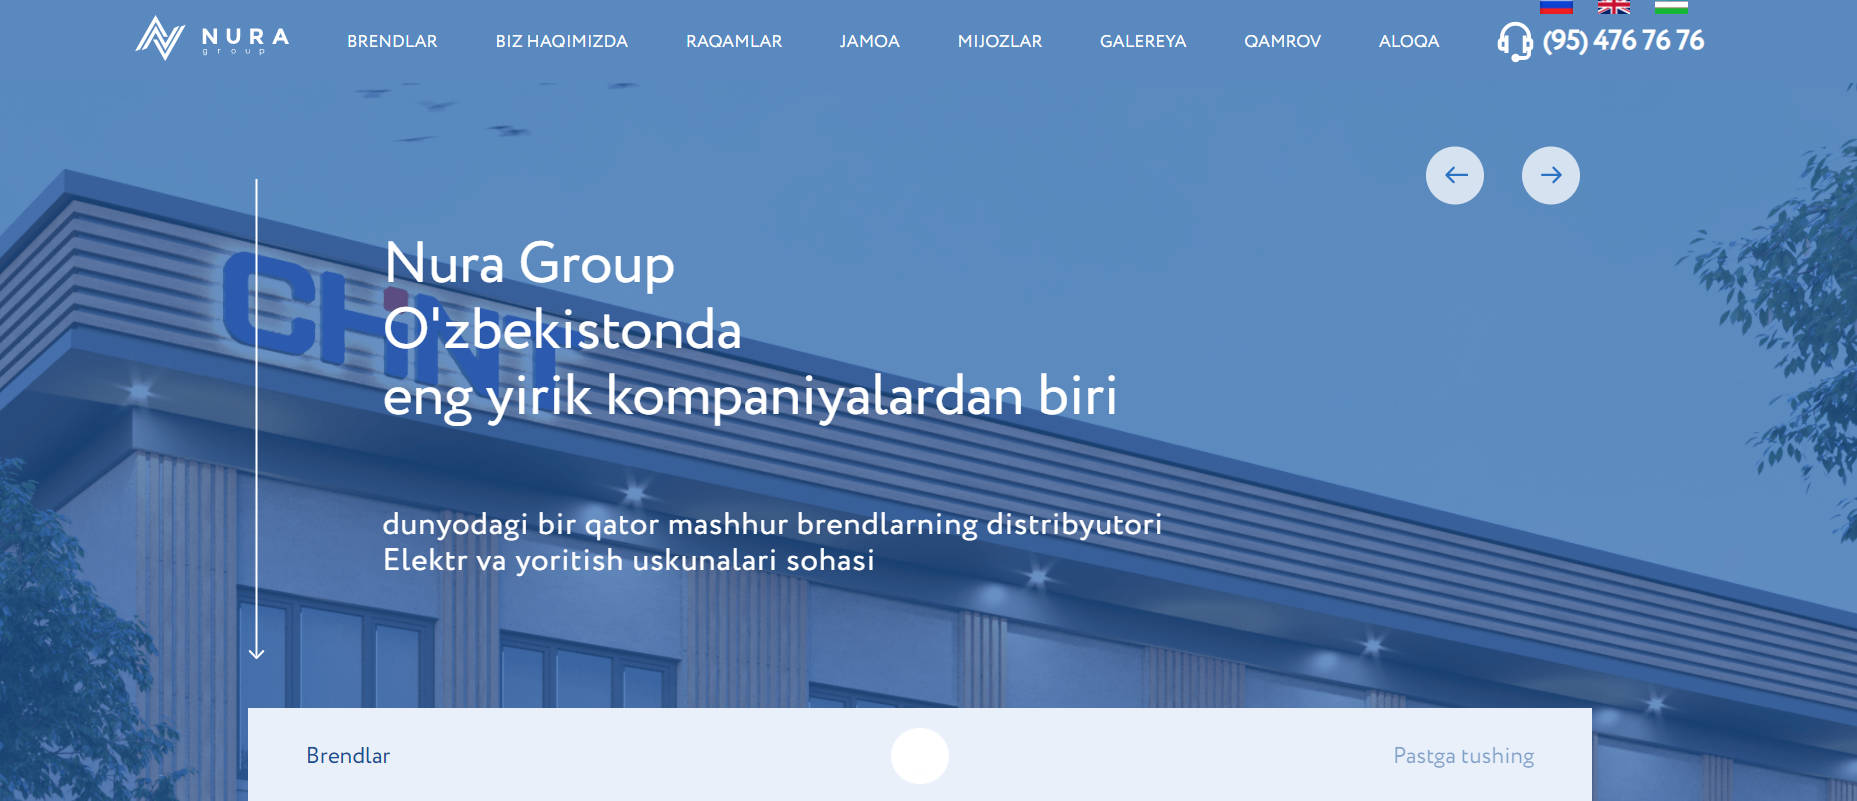 NURA
group
BRENDLAR
BIZ HAQIMIZDA
RAQAMLAR
JAMOA
MIJOZLAR
GALEREYA
QAMROV
ALOQA
(95) 476 76 76
CHINT
Nura Group
O'zbekistonda
eng yirik kompaniyalardan biri
dunyodagi bir qator mashhur brendlarning distribyutori
Elektr va yoritish uskunalari sohasi
Brendlar
Pastga tushing